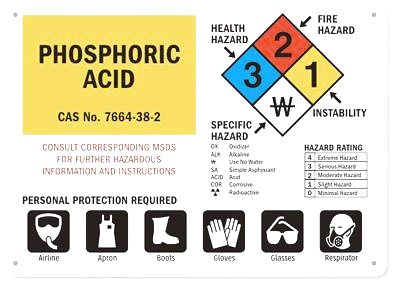 PHOSPHORIC
ACID
CAS No. 7664-38-2
HEALTH
HAZARD
FIRE
HAZARD
2
3
1
W
INSTABILITY
SPECIFIC
HAZARD
CONSULT CORRESPONDING MSDS
FOR FURTHER HAZARDOUS
INFORMATION AND INSTRUCTIONS
OX Oxidizer
ALK Alkaline
W Use No Water
SA Simple Asphyxiant
ACID Acid
COR Corrosive
Radioactive
HAZARD RATING
4 Extreme Hazard
3 Serious Hazard
2 Moderate Hazard
1 Slight Hazard
0 Minimal Hazard
PERSONAL PROTECTION REQUIRED
Airline Apron Boots Gloves Glasses Respirator